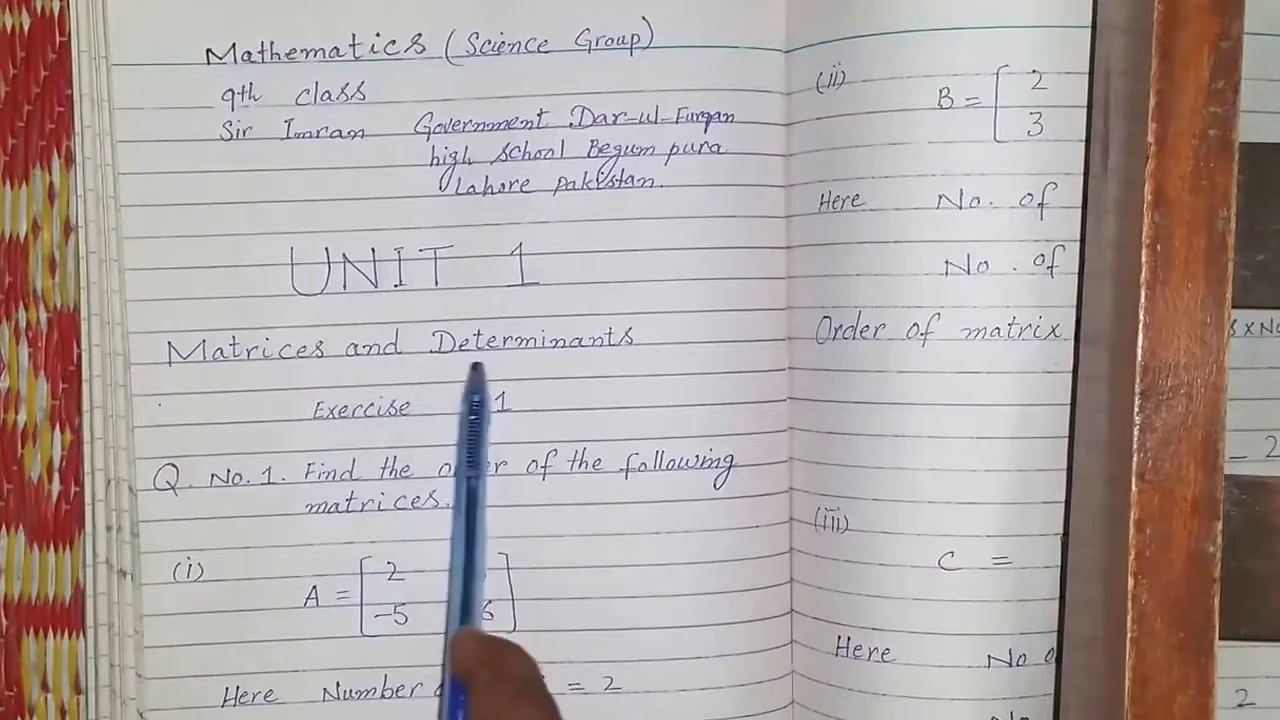 Mathematics (Science Group)
9th class
Sir Imran Government Dar-ul-Furqan
high school Begum pura
Lahore Pakistan.
UNIT 1
Matrices and Determinants
Exercise 1
Q. No. 1. Find the of the following
matrices.
(i)
A = [ 2
-5 6 ]
Here Number = 2
(ii)
B = [ 2
3
Here No. of
No. of
Order of matrix
(iii)
C =
Here No
2